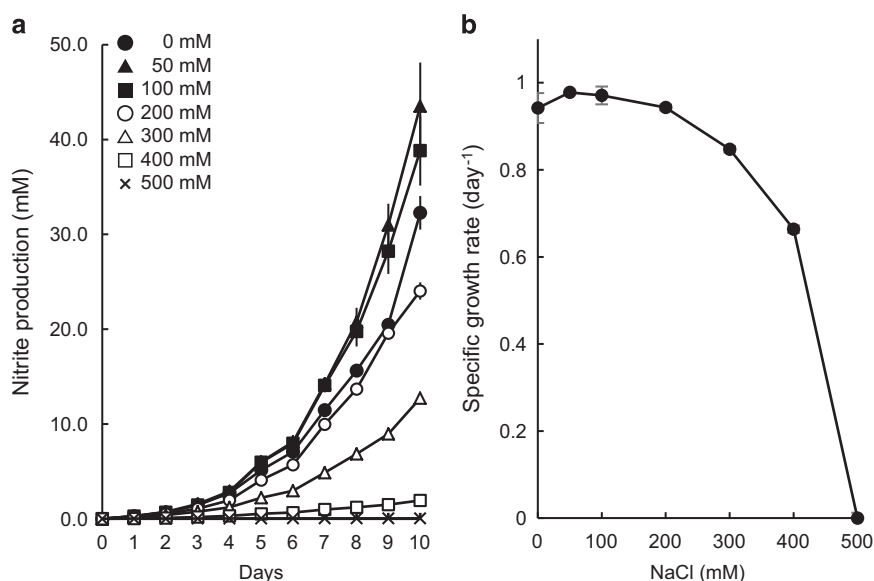 a
50.0
40.0
30.0
20.0
10.0
0.0
Nitrite production (mM)
0 mM
50 mM
100 mM
200 mM
300 mM
400 mM
500 mM
0 1 2 3 4 5 6 7 8 9 10
Days
b
1
0.8
0.6
0.4
0.2
0
Specific growth rate (day⁻¹)
0 100 200 300 400 500
NaCl (mM)